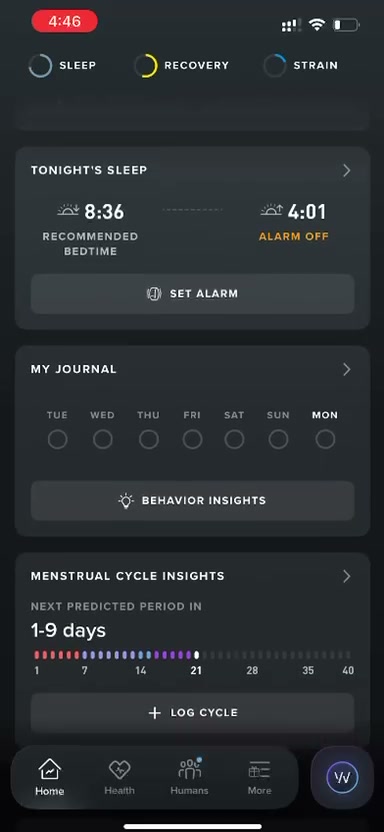 4:46
SLEEP RECOVERY STRAIN
TONIGHT'S SLEEP
8:36 4:01
RECOMMENDED BEDTIME ALARM OFF
SET ALARM
MY JOURNAL
TUE WED THU FRI SAT SUN MON
BEHAVIOR INSIGHTS
MENSTRUAL CYCLE INSIGHTS
NEXT PREDICTED PERIOD IN
1-9 days
1 7 14 21 28 35 40
LOG CYCLE
Home Health Humans More
W